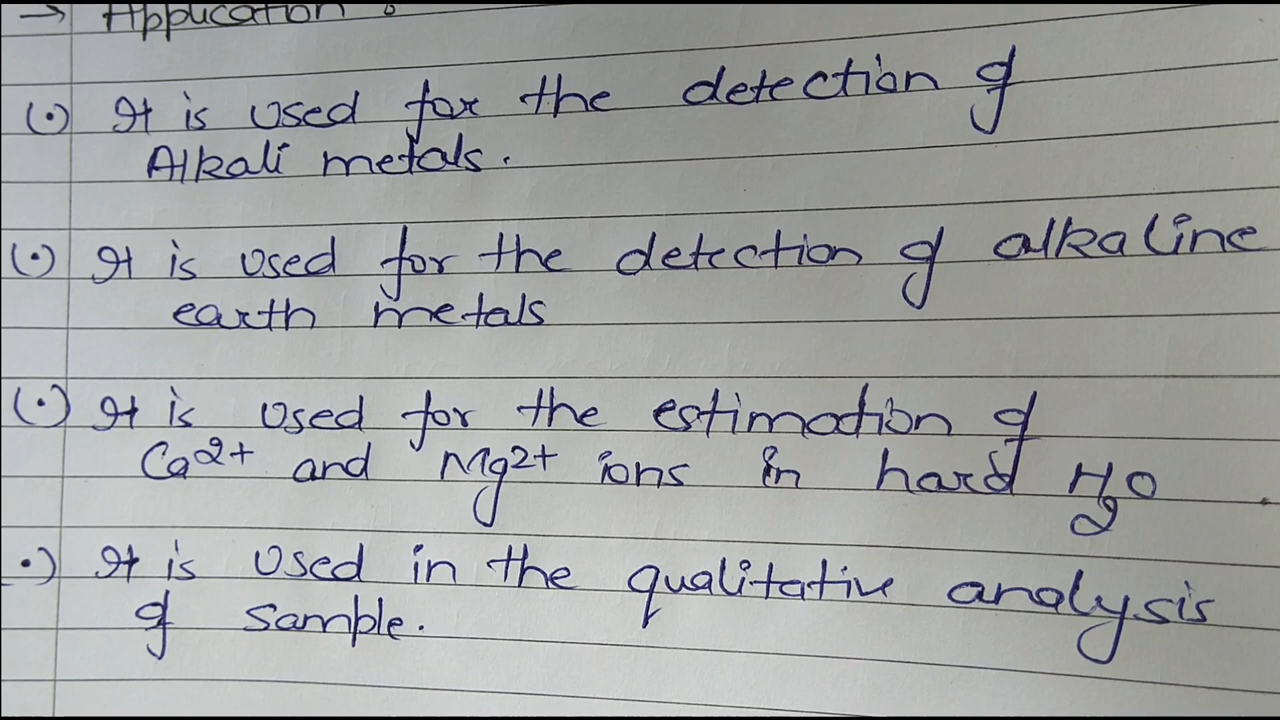 → Application :
(•) It is used for the detection of
Alkali metals.
(•) It is used for the detection of alkaline
earth metals
(•) It is used for the estimation of
Ca2+ and Mg2+ ions in hard H2O
(•) It is used in the qualitative analysis
of sample.